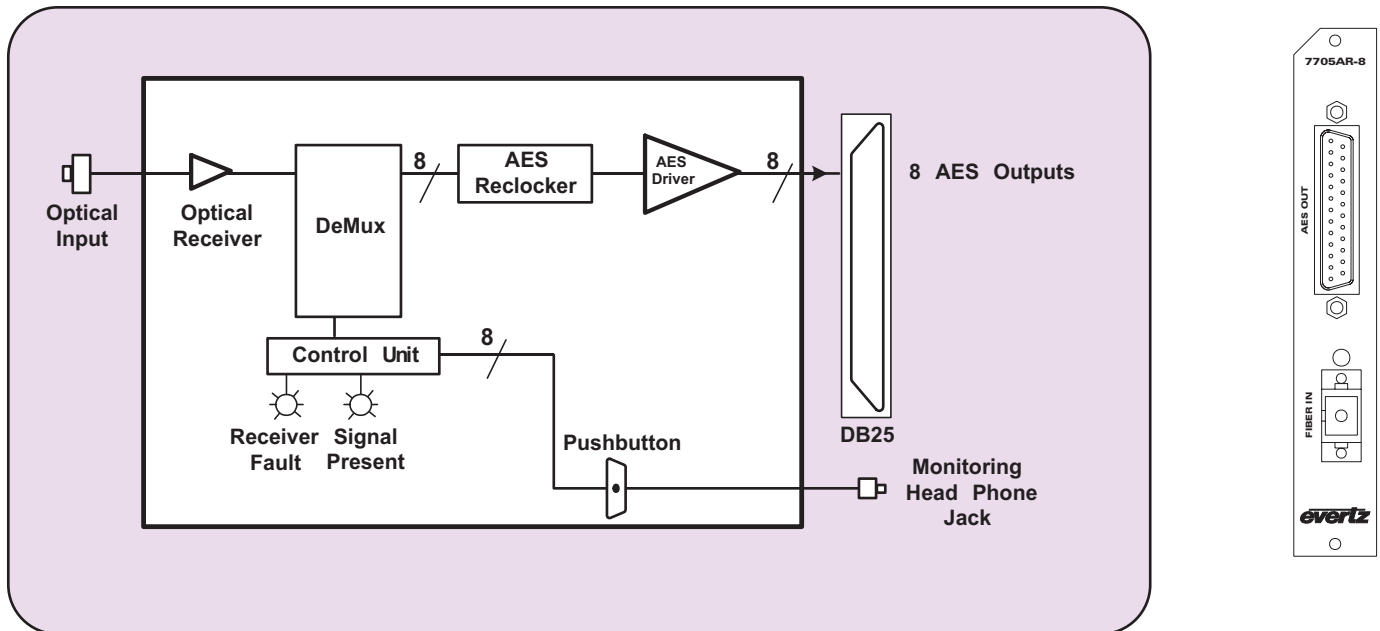 Optical
Input
Optical
Receiver
DeMux
8
AES
Reclocker
AES
Driver
8
8 AES Outputs
DB25
Control Unit
8
Receiver
Fault
Signal
Present
Pushbutton
Monitoring
Head Phone
Jack
7705AR-8
AES OUT
FIBER IN
evertz